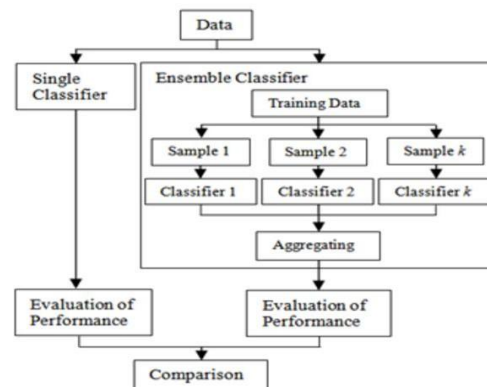 Data
Single
Classifier
Ensemble Classifier
Training Data
Sample 1
Sample 2
Sample k
Classifier 1
Classifier 2
Classifier k
Aggregating
Evaluation of
Performance
Evaluation of
Performance
Comparison